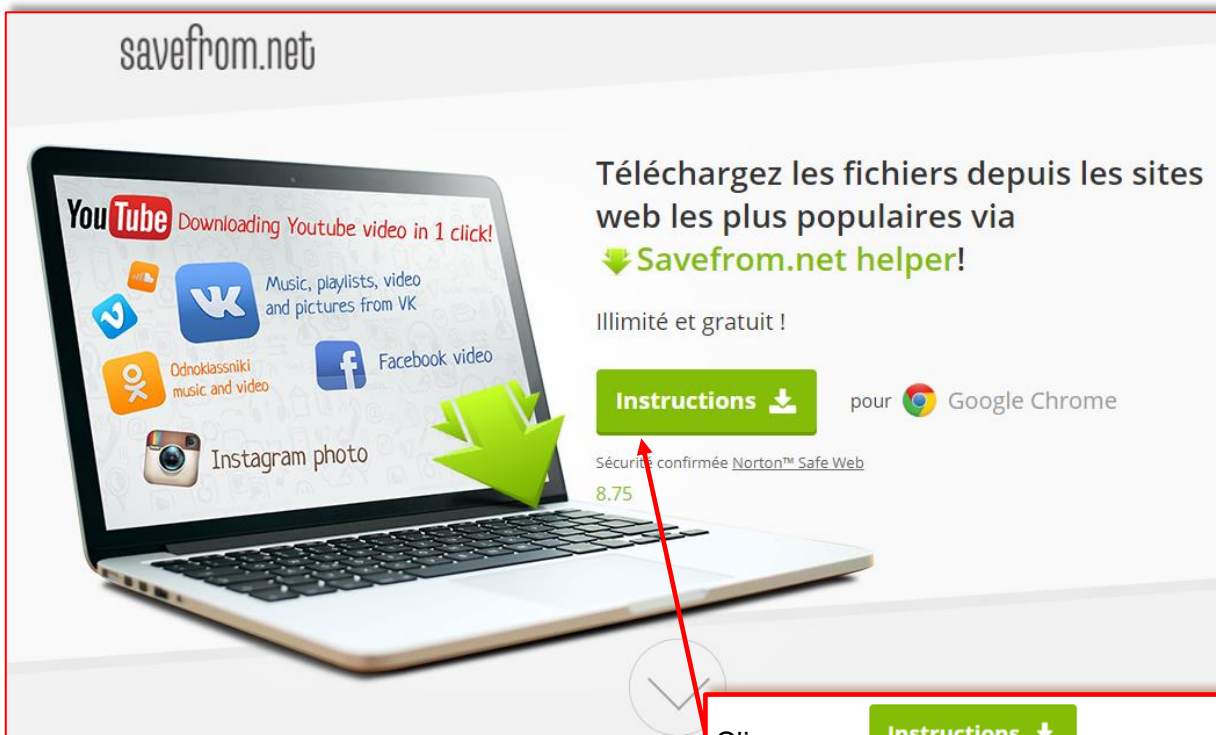 savefrom.net
Téléchargez les fichiers depuis les sites
web les plus populaires via
Savefrom.net helper!
Illimité et gratuit !
Instructions
pour Google Chrome
Sécurité confirmée Norton™ Safe Web
8.75
You Tube Downloading Youtube video in 1 click!
Music, playlists, video
and pictures from VK
Odnoklassniki
music and video
Facebook video
Instagram photo